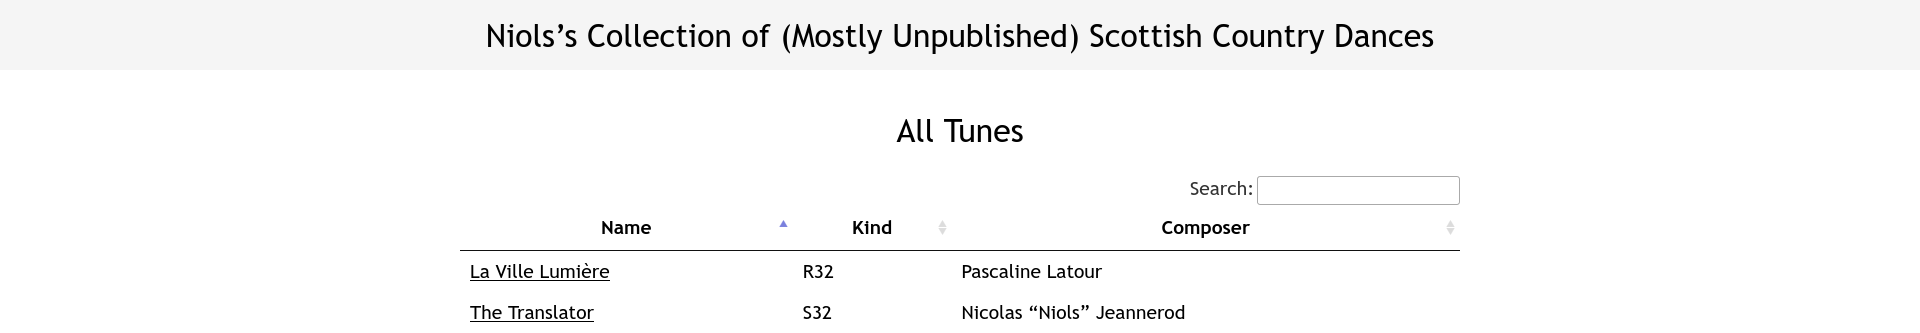 Niols’s Collection of (Mostly Unpublished) Scottish Country Dances
All Tunes
Search:
Name Kind Composer
La Ville Lumière R32 Pascaline Latour
The Translator S32 Nicolas “Niols” Jeannerod